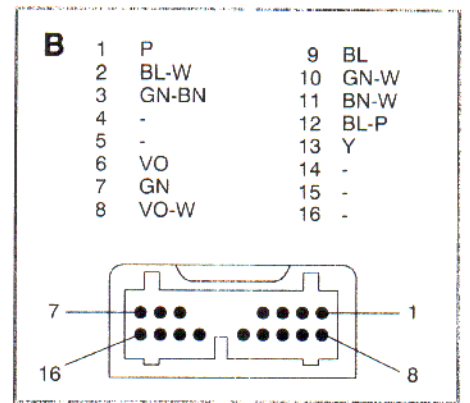 B
1 P
2 BL-W
3 GN-BN
4 -
5 -
6 VO
7 GN
8 VO-W
9 BL
10 GN-W
11 BN-W
12 BL-P
13 Y
14 -
15 -
16 -
7
1
16
8